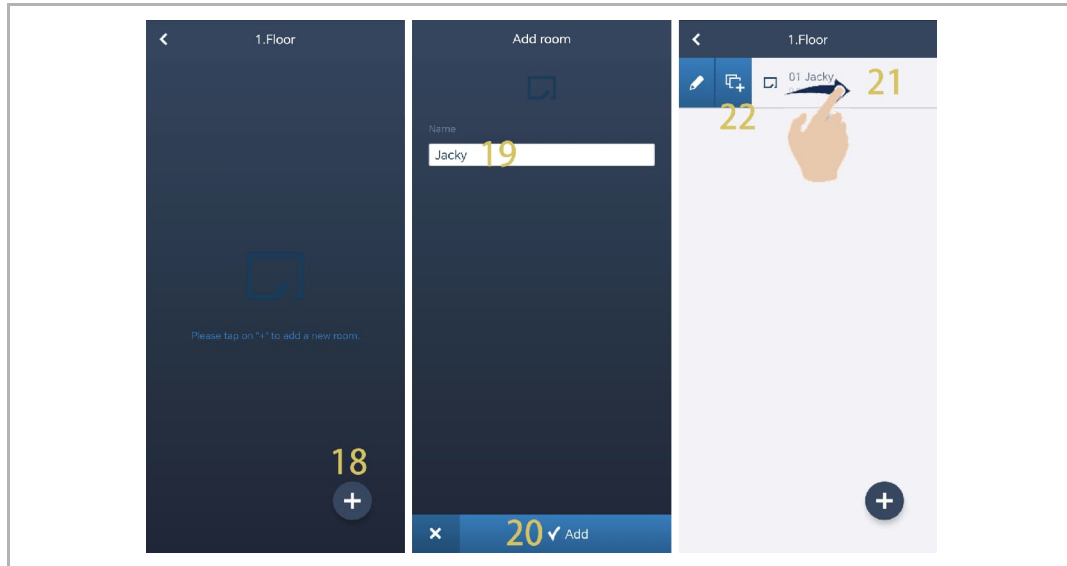 1.Floor
Please tap on "+" to add a new room.
18
Add room
Name
Jacky
19
20
Add
1.Floor
01 Jacky
21
22